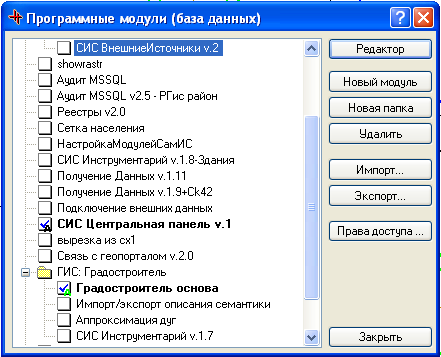 Программные модули (база данных)
СИС ВнешниеИсточники v.2
showrastr
Аудит MSSQL
Аудит MSSQL v2.5 - РГис район
Реестры v2.0
Сетка населения
НастройкаМодулейСамИС
СИС Инструментарий v.1.8-Здания
Получение Данных v.1.11
Получение Данных v.1.9+Ck42
Подключение внешних данных
СИС Центральная панель v.1
вырезка из сх1
Связь с геопорталом v.2.0
ГИС: Градостроитель
Градостроитель основа
Импорт/экспорт описания семантики
Аппроксимация дуг
СИС Инструментарий v.1.7
Редактор
Новый модуль
Новая папка
Удалить
Импорт...
Экспорт...
Права доступа ...
Закрыть